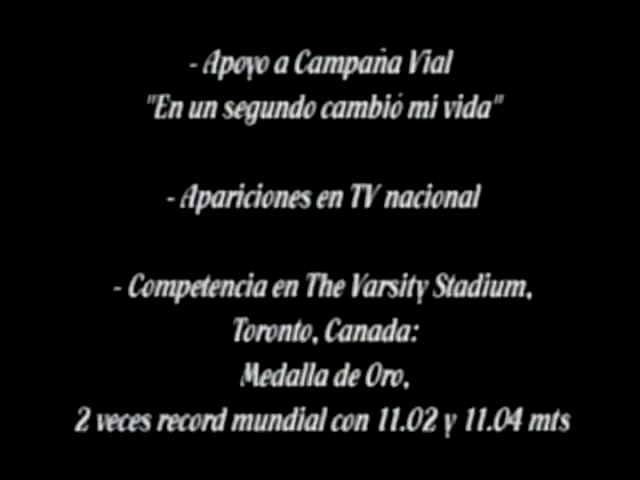 - Apoyo a Campaña Vial
"En un segundo cambió mi vida"
- Apariciones en TV nacional
- Competencia en The Varsity Stadium,
Toronto, Canada:
Medalla de Oro,
2 veces record mundial con 11.02 y 11.04 mts